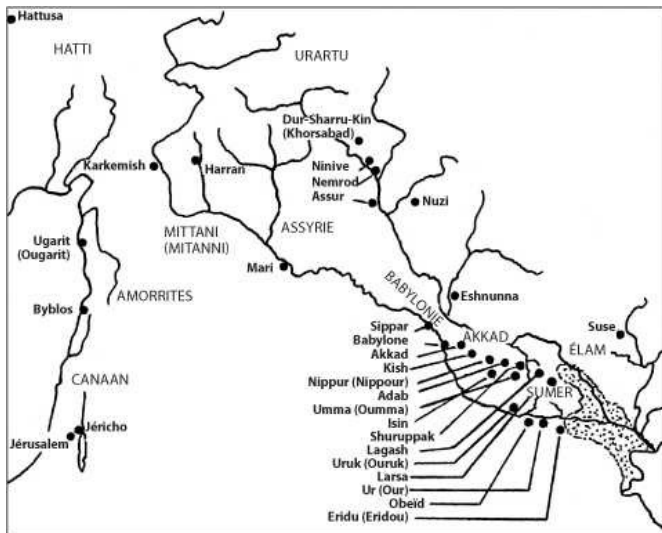 Hattusa
HATTI
URARTU
Dur-Sharru-Kin
(Khorsabad)
Karkemish
Harran
Ninive
Nemrod
Assur
Nuzi
MITTANI
(MITANNI)
ASSYRIE
Ugarit
(Ougarit)
Mari
AMORRITES
BABYLONIE
Eshnunna
Byblos
Sippar
AKKAD
Suse
Babylone
ÉLAM
Akkad
Kish
CANAAN
Nippur (Nippour)
SUMER
Adab
Umma (Oumma)
Isin
Jéricho
Jérusalem
Shuruppak
Lagash
Uruk (Ouruk)
Larsa
Ur (Our)
Obeïd
Eridu (Eridou)